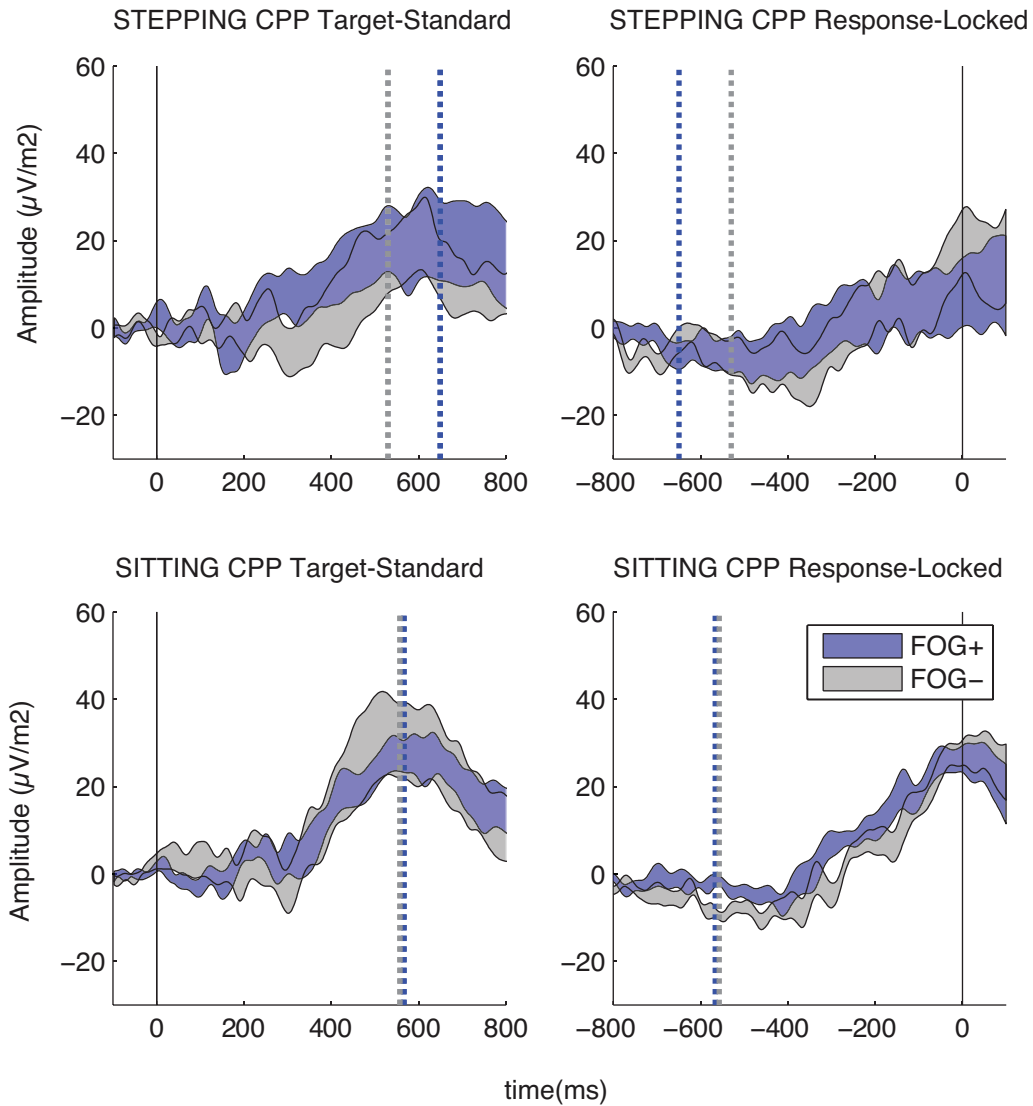 STEPPING CPP Target-Standard
STEPPING CPP Response-Locked
60
40
20
0
−20
Amplitude (µV/m2)
0 200 400 600 800
60
40
20
0
−20
−800 −600 −400 −200 0
SITTING CPP Target-Standard
SITTING CPP Response-Locked
60
40
20
0
−20
Amplitude (µV/m2)
0 200 400 600 800
60
40
20
0
−20
FOG+
FOG−
−800 −600 −400 −200 0
time(ms)